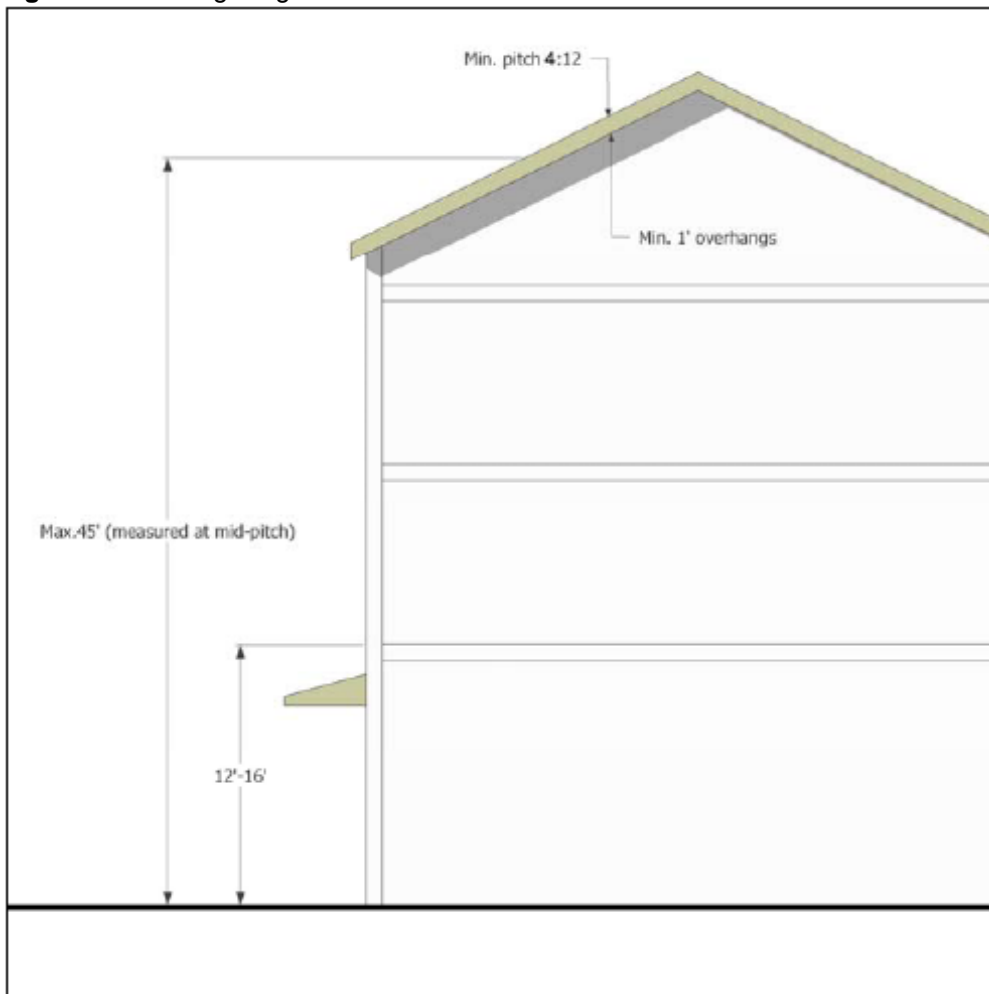 Min. pitch 4:12
Min. 1' overhangs
Max.45' (measured at mid-pitch)
12'-16'